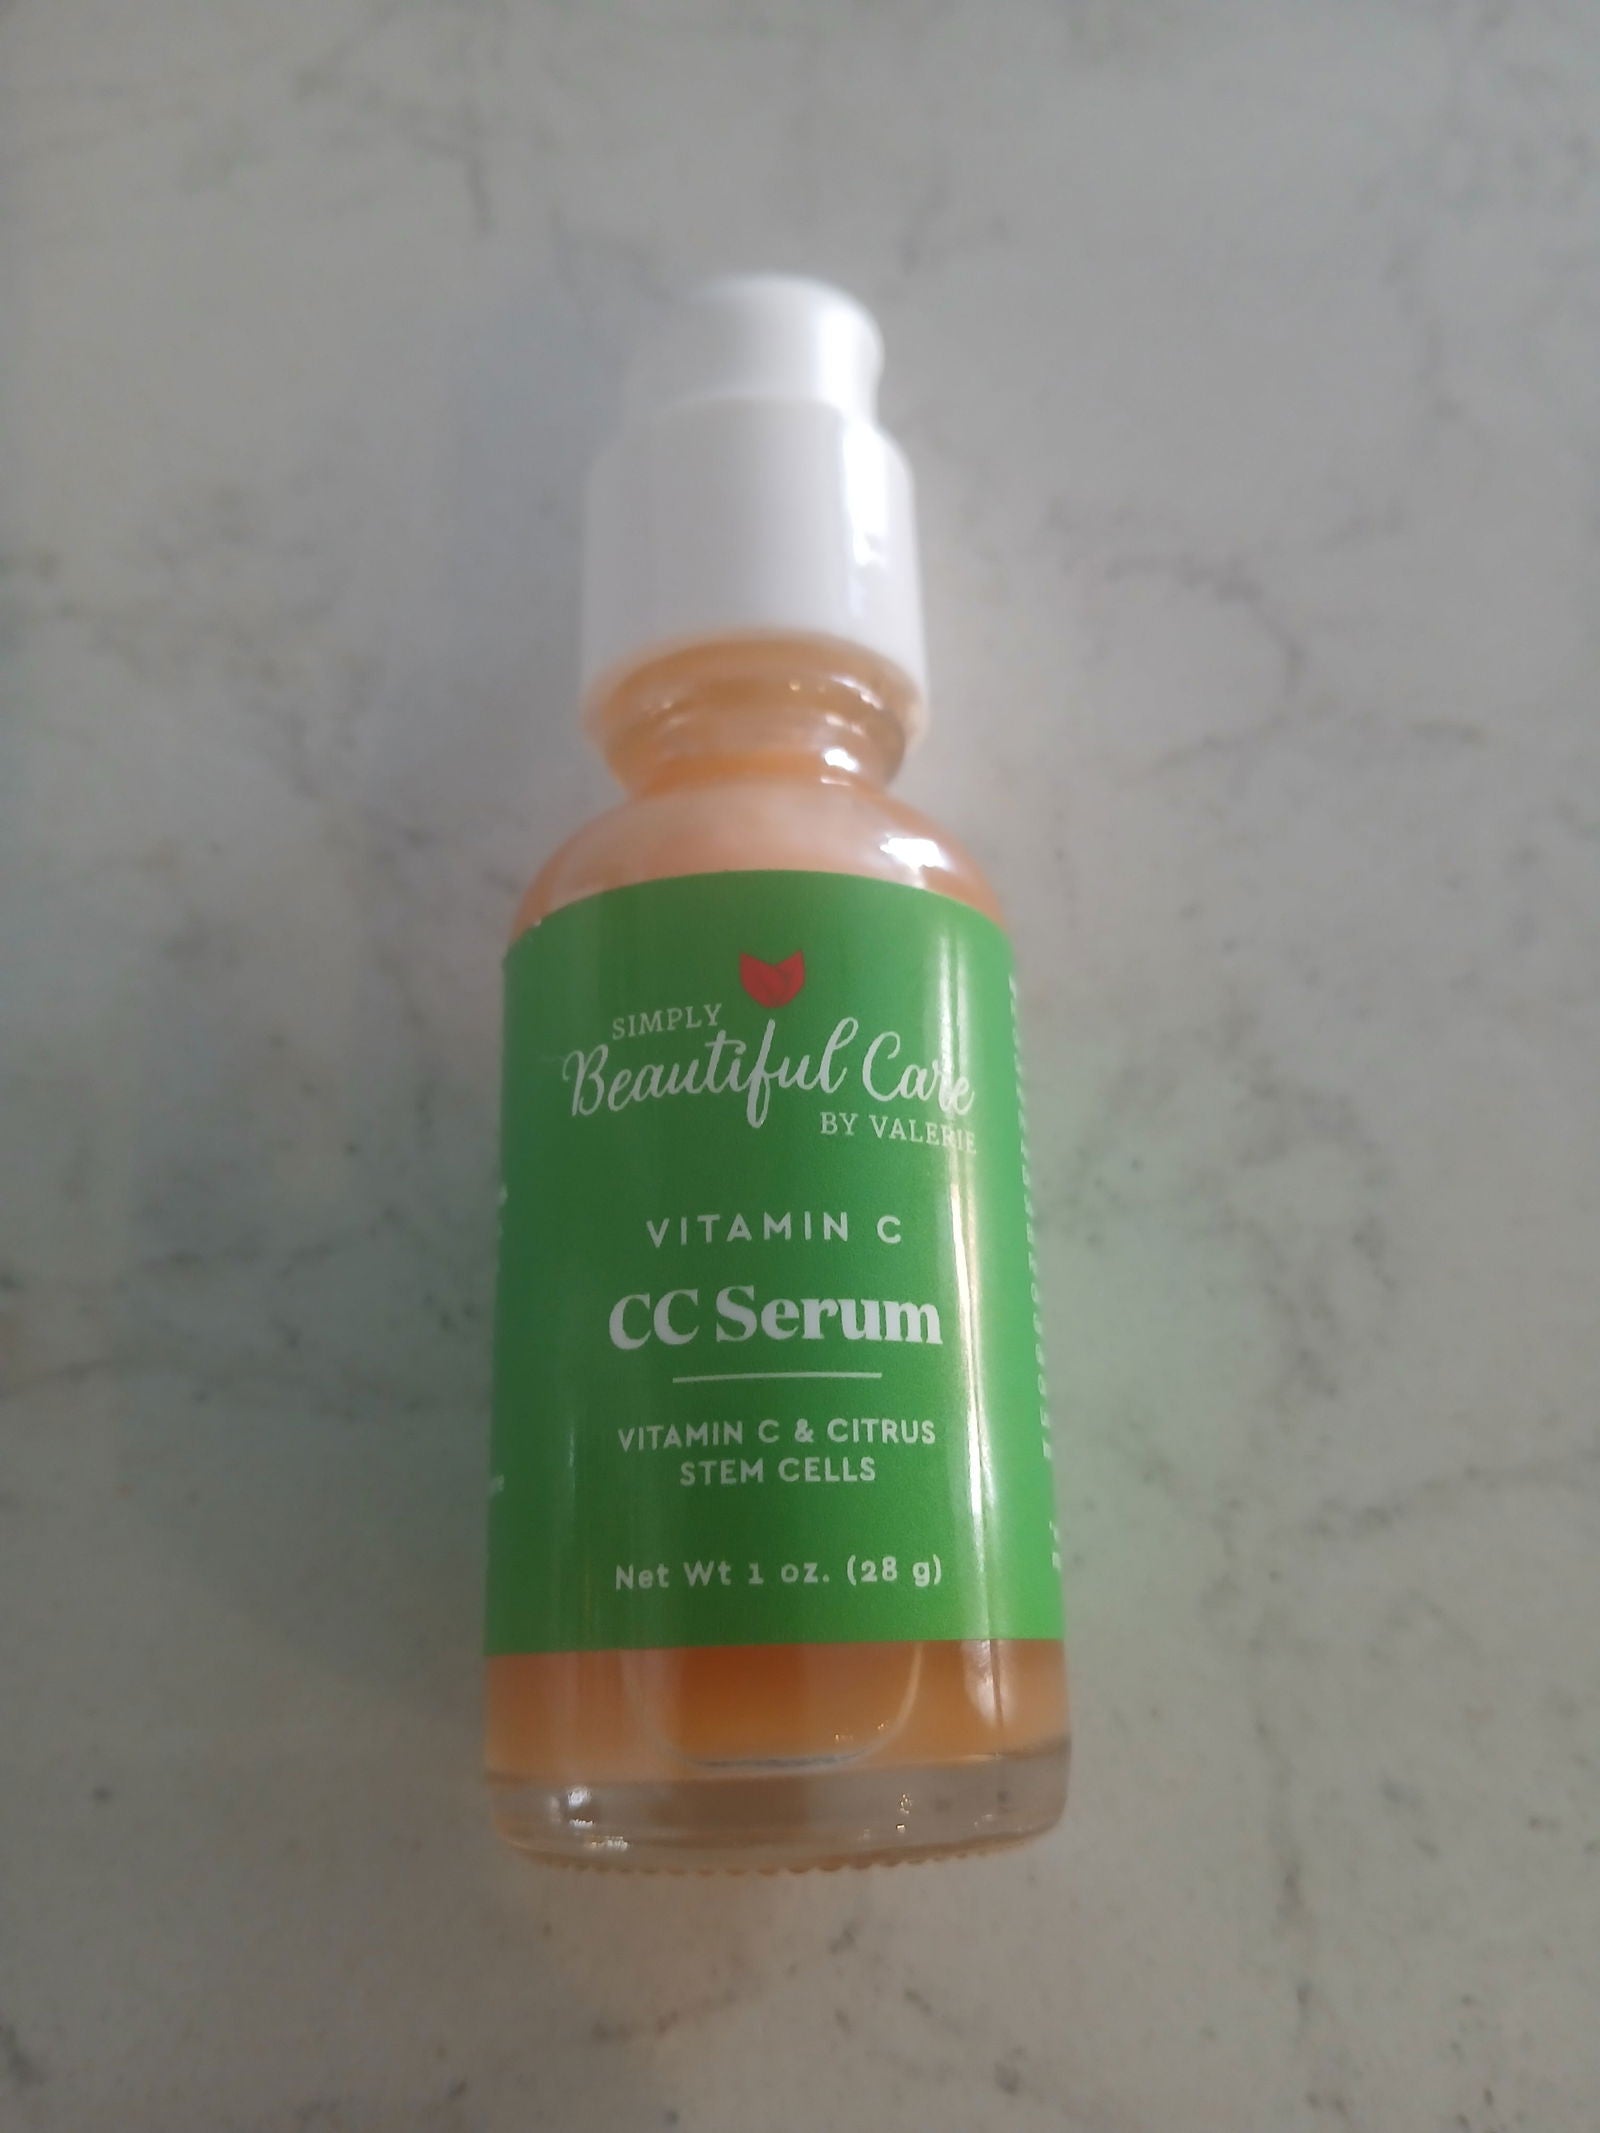 SIMPLY
Beautiful Care
BY VALERIE
VITAMIN C
CC Serum
VITAMIN C & CITRUS
STEM CELLS
Net Wt 1 oz. (28 g)